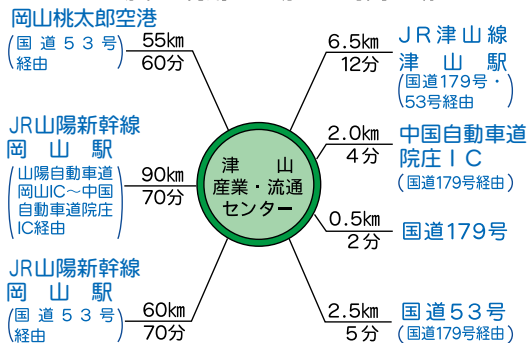 岡山桃太郎空港
(国道53号
経由)
55km
60分
JR山陽新幹線
岡山駅
(山陽自動車道
岡山IC～中国
自動車道院庄
IC経由)
90km
70分
JR山陽新幹線
岡山駅
(国道53号
経由)
60km
70分
津山
産業・流通
センター
6.5km
12分
JR津山線
津山駅
(国道179号・
53号経由)
2.0km
4分
中国自動車道
院庄IC
(国道179号経由)
0.5km
2分
国道179号
2.5km
5分
国道53号
(国道179号経由)